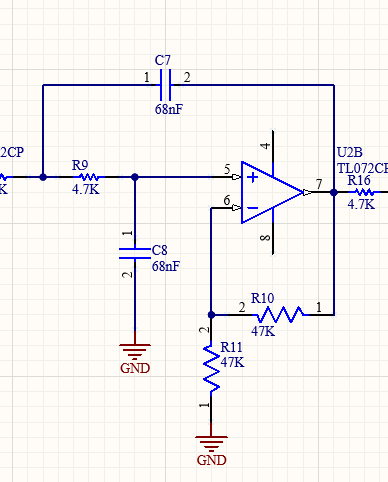 C7
1 2
68nF
2CP
K
R9
4.7K
5
6
4
8
7
U2B
TL072CP
R16
4.7K
1
C8
68nF
2
GND
2 R10 1
47K
2
R11
47K
1
GND